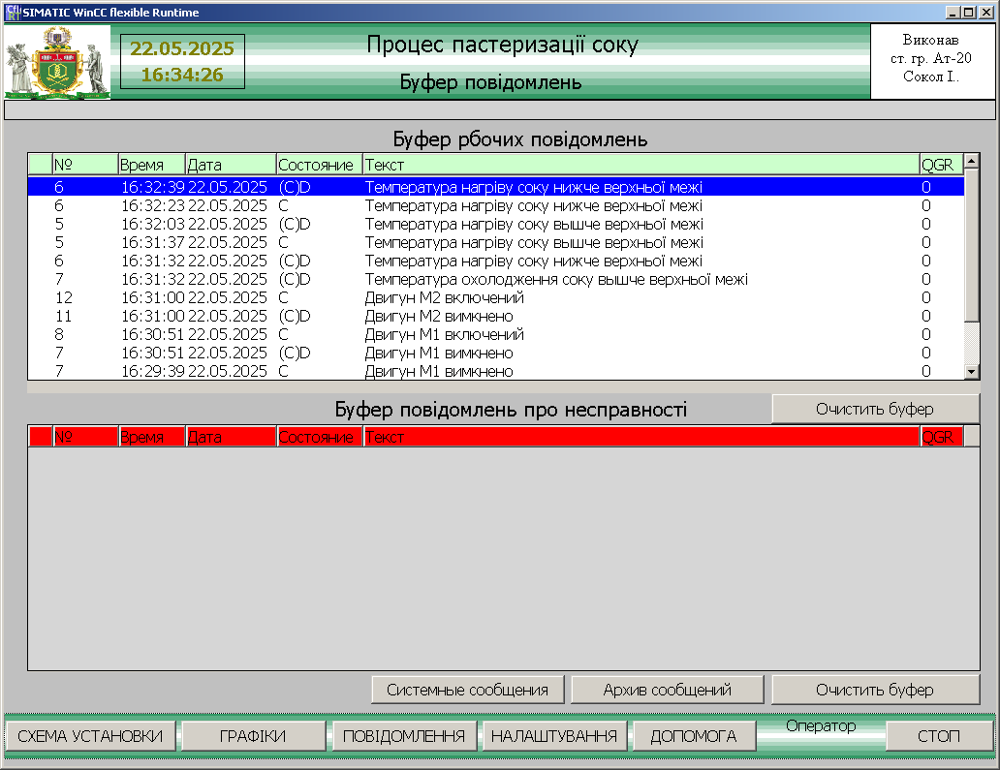 SIMATIC WinCC flexible Runtime
22.05.2025
16:34:26
Процес пастеризації соку
Буфер повідомлень
Виконав
ст. гр. Ат-20
Сокол І..
Буфер рбочих повідомлень
№ Время Дата Состояние Текст QGR
6 16:32:39 22.05.2025 (C)D Температура нагріву соку нижче верхньої межі 0
6 16:32:23 22.05.2025 C Температура нагріву соку нижче верхньої межі 0
5 16:32:03 22.05.2025 (C)D Температура нагріву соку вышче верхньої межі 0
5 16:31:37 22.05.2025 C Температура нагріву соку вышче верхньої межі 0
6 16:31:32 22.05.2025 (C)D Температура нагріву соку нижче верхньої межі 0
7 16:31:32 22.05.2025 (C)D Температура охолодження соку вышче верхньої межі 0
12 16:31:00 22.05.2025 C Двигун М2 включений 0
11 16:31:00 22.05.2025 (C)D Двигун М2 вимкнено 0
8 16:30:51 22.05.2025 C Двигун М1 включений 0
7 16:30:51 22.05.2025 (C)D Двигун М1 вимкнено 0
7 16:29:39 22.05.2025 C Двигун М1 вимкнено 0
Буфер повідомлень про несправності
Очистить буфер
№ Время Дата Состояние Текст QGR
Системные сообщения
Архив сообщений
Очистить буфер
СХЕМА УСТАНОВКИ
ГРАФІКИ
ПОВІДОМЛЕННЯ
НАЛАШТУВАННЯ
ДОПОМОГА
Оператор
СТОП